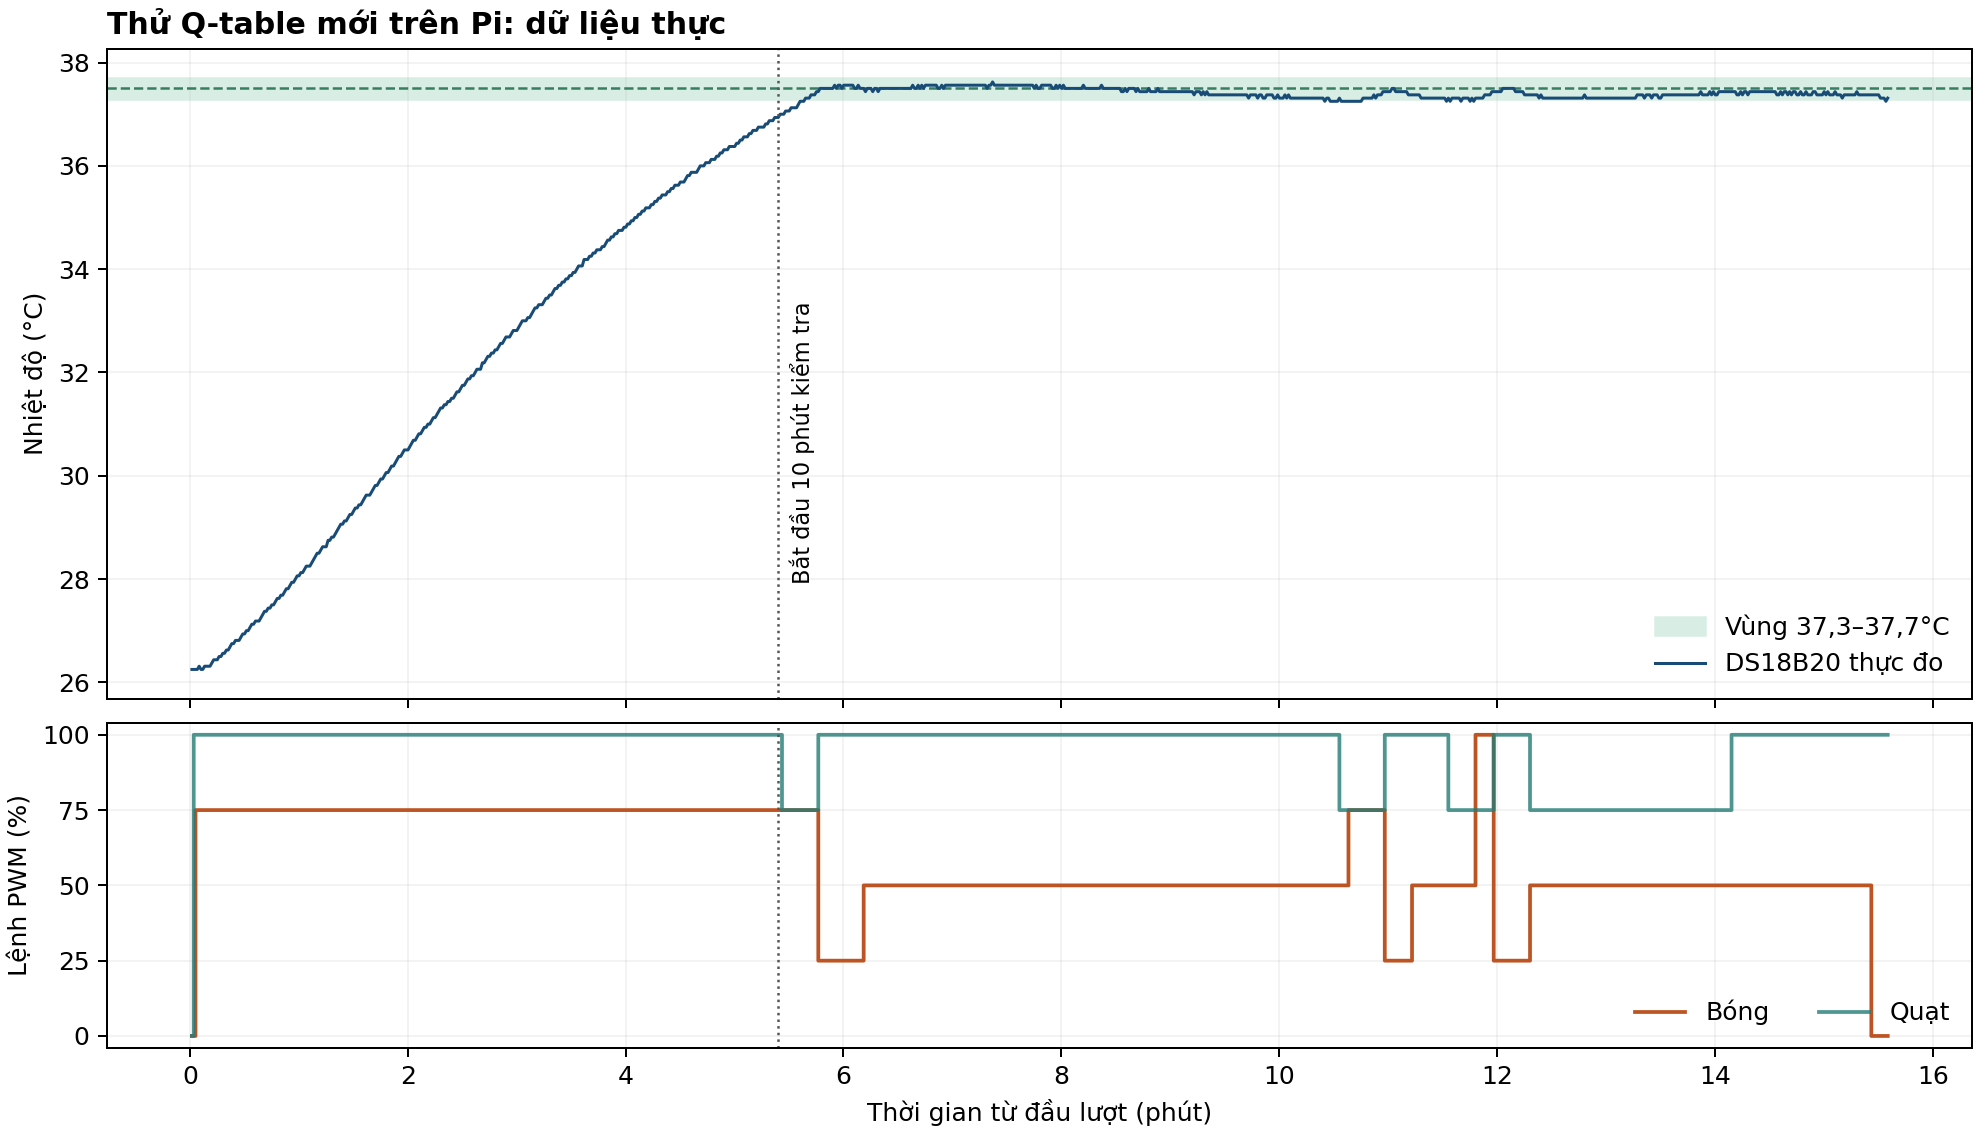 Thử Q-table mới trên Pi: dữ liệu thực
38
36
34
32
30
28
26
Nhiệt độ (°C)
Bắt đầu 10 phút kiểm tra
Vùng 37,3–37,7°C
DS18B20 thực đo
100
75
50
25
0
Lệnh PWM (%)
Bóng
Quạt
0 2 4 6 8 10 12 14 16
Thời gian từ đầu lượt (phút)